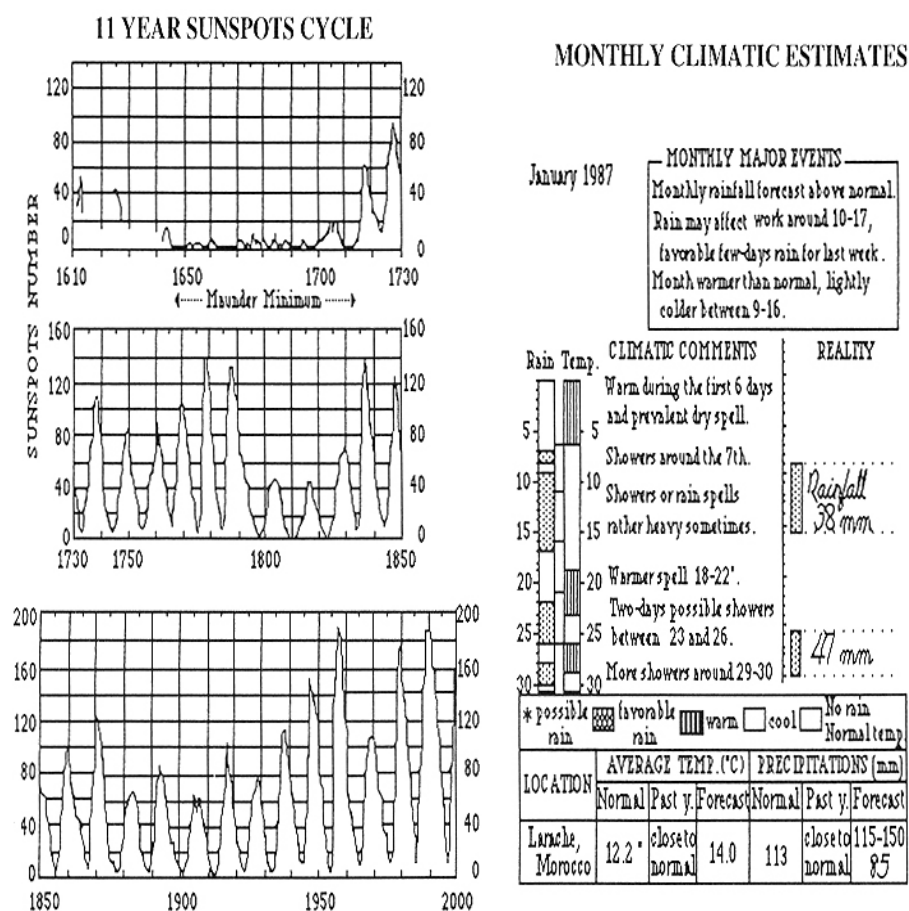 11 YEAR SUNSPOTS CYCLE
SUNSPOTS NUMBER
120
80
40
0
120
80
40
0
1610
1650
1700
1730
Maunder Minimum
160
120
80
40
0
160
120
80
40
0
1730
1750
1800
1850
200
160
120
80
40
0
200
160
120
80
40
0
1850
1900
1950
2000
MONTHLY CLIMATIC ESTIMATES
January 1987
MONTHLY MAJOR EVENTS
Monthly rainfall forecast above normal.
Rain may affect work around 10-17,
favorable few-days rain for last week.
Month warmer than normal, lightly
colder between 9-16.
Rain Temp.
5
10
15
20
25
30
5
10
15
20
25
30
CLIMATIC COMMENTS
Warm during the first 6 days
and prevalent dry spell.
Showers around the 7th.
Showers or rain spells
rather heavy sometimes.
Warmer spell 18-22°.
Two-days possible showers
between 23 and 26.
More showers around 29-30
REALITY
Rainfall
38 mm
47 mm
* possible rain
favorable rain
warm
cool
No rain
Normal temp.
LOCATION
AVERAGE TEMP.(°C) PRECIPITATIONS (mm)
Normal Past y. Forecast Normal Past y. Forecast
Larache, Morocco
12.2° close to normal 14.0 113 close to normal 115-150
85